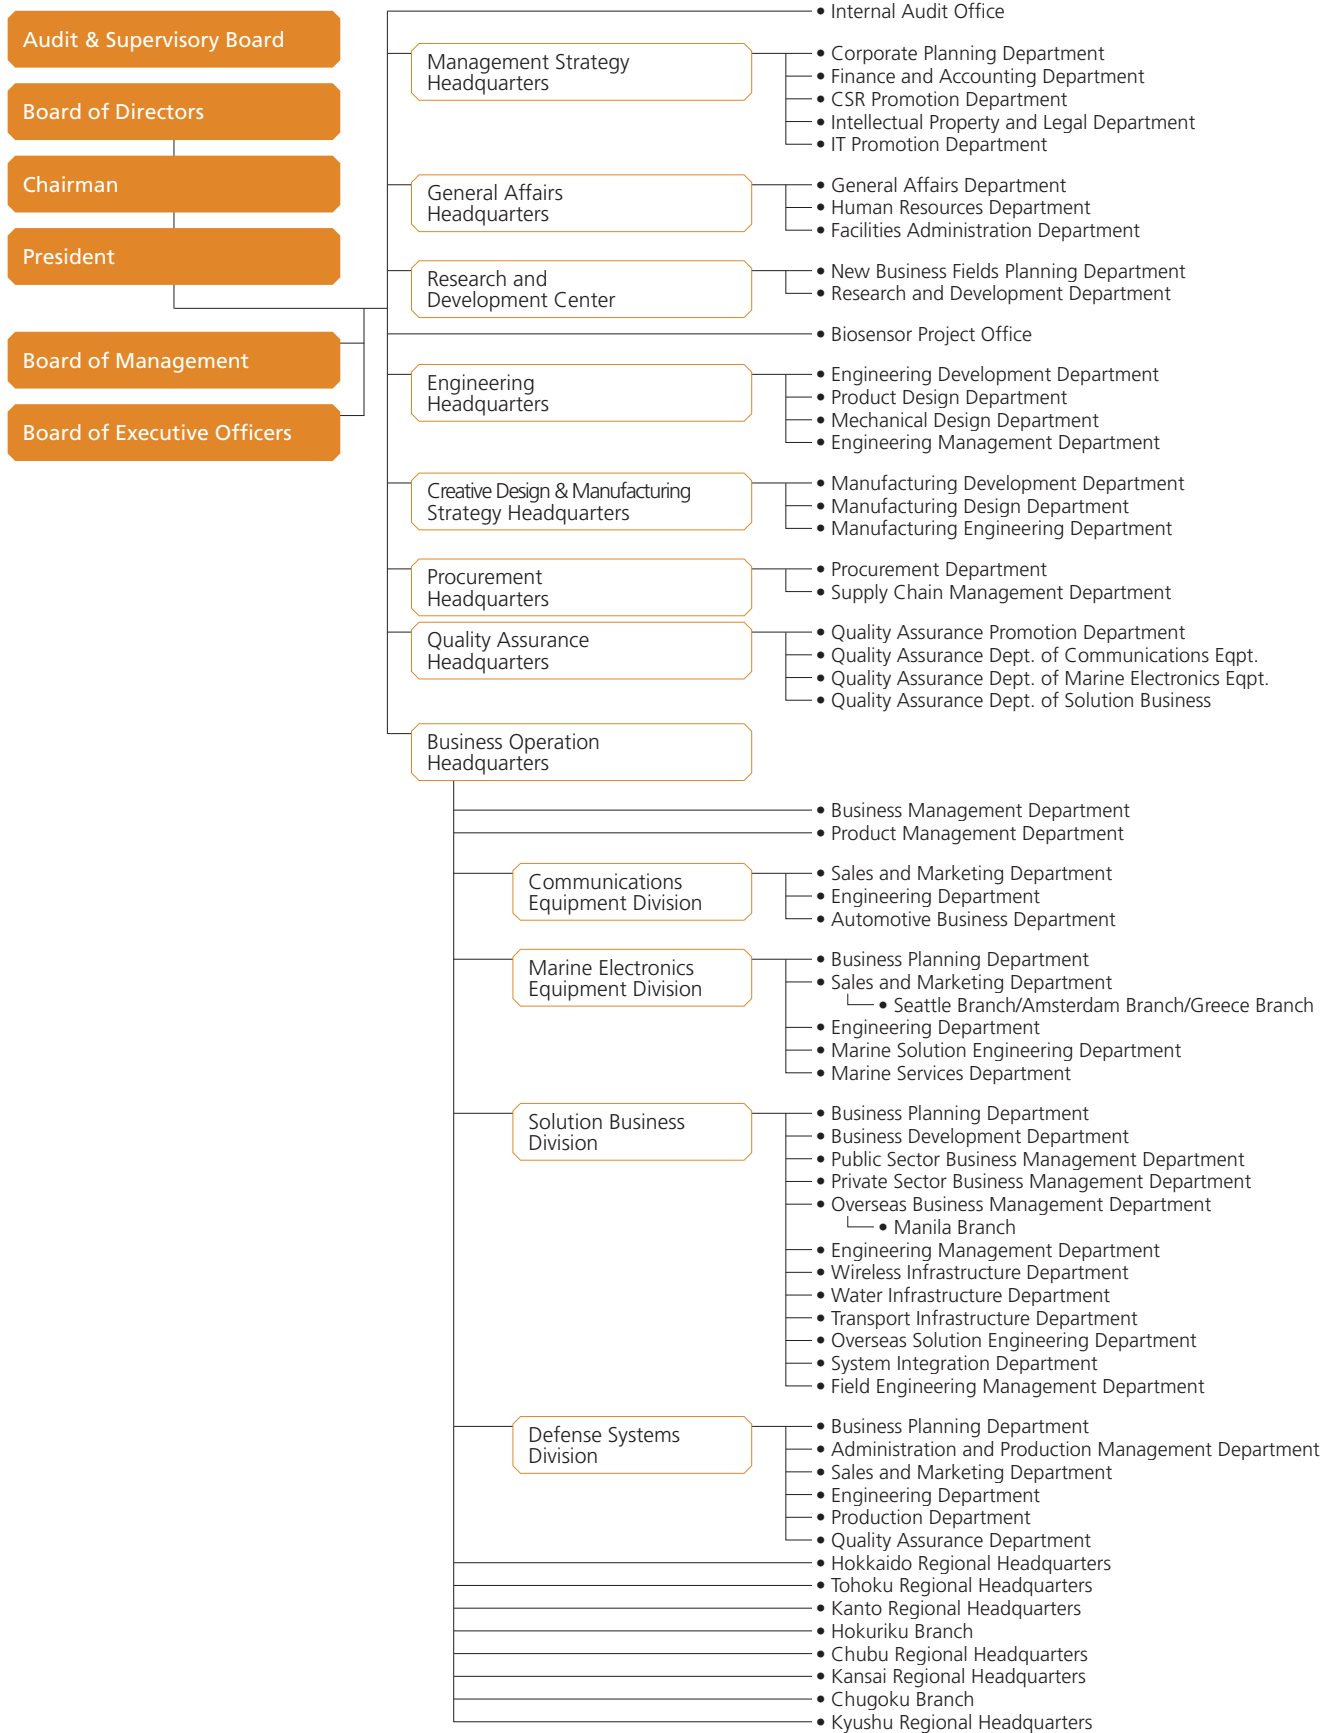 Audit & Supervisory Board
Board of Directors
Chairman
President
Board of Management
Board of Executive Officers
• Internal Audit Office
Management Strategy
Headquarters
• Corporate Planning Department
• Finance and Accounting Department
• CSR Promotion Department
• Intellectual Property and Legal Department
• IT Promotion Department
General Affairs
Headquarters
• General Affairs Department
• Human Resources Department
• Facilities Administration Department
Research and
Development Center
• New Business Fields Planning Department
• Research and Development Department
• Biosensor Project Office
Engineering
Headquarters
• Engineering Development Department
• Product Design Department
• Mechanical Design Department
• Engineering Management Department
Creative Design & Manufacturing
Strategy Headquarters
• Manufacturing Development Department
• Manufacturing Design Department
• Manufacturing Engineering Department
Procurement
Headquarters
• Procurement Department
• Supply Chain Management Department
Quality Assurance
Headquarters
• Quality Assurance Promotion Department
• Quality Assurance Dept. of Communications Eqpt.
• Quality Assurance Dept. of Marine Electronics Eqpt.
• Quality Assurance Dept. of Solution Business
Business Operation
Headquarters
• Business Management Department
• Product Management Department
Communications
Equipment Division
• Sales and Marketing Department
• Engineering Department
• Automotive Business Department
Marine Electronics
Equipment Division
• Business Planning Department
• Sales and Marketing Department
• Seattle Branch/Amsterdam Branch/Greece Branch
• Engineering Department
• Marine Solution Engineering Department
• Marine Services Department
Solution Business
Division
• Business Planning Department
• Business Development Department
• Public Sector Business Management Department
• Private Sector Business Management Department
• Overseas Business Management Department
• Manila Branch
• Engineering Management Department
• Wireless Infrastructure Department
• Water Infrastructure Department
• Transport Infrastructure Department
• Overseas Solution Engineering Department
• System Integration Department
• Field Engineering Management Department
Defense Systems
Division
• Business Planning Department
• Administration and Production Management Department
• Sales and Marketing Department
• Engineering Department
• Production Department
• Quality Assurance Department
• Hokkaido Regional Headquarters
• Tohoku Regional Headquarters
• Kanto Regional Headquarters
• Hokuriku Branch
• Chubu Regional Headquarters
• Kansai Regional Headquarters
• Chugoku Branch
• Kyushu Regional Headquarters